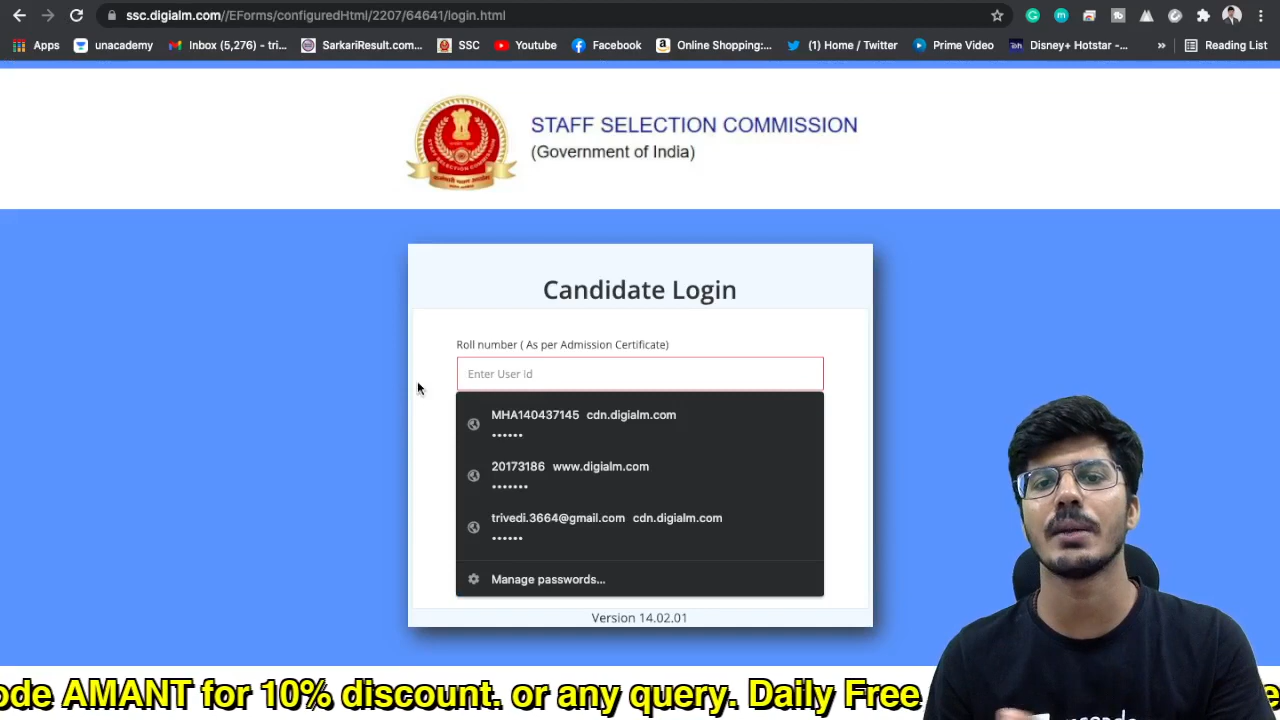 ssc.digialm.com//EForms/configuredHtml/2207/64641/login.html
Apps unacademy Inbox (5,276) - tri... SarkariResult.com... SSC Youtube Facebook Online Shopping:... (1) Home / Twitter Prime Video Disney+ Hotstar -... » Reading List
STAFF SELECTION COMMISSION
(Government of India)
Candidate Login
Roll number ( As per Admission Certificate)
Enter User Id
MHA140437145 cdn.digialm.com
••••••
20173186 www.digialm.com
•••••••
trivedi.3664@gmail.com cdn.digialm.com
••••••
Manage passwords...
Version 14.02.01
ode AMANT for 10% discount. or any query. Daily Free